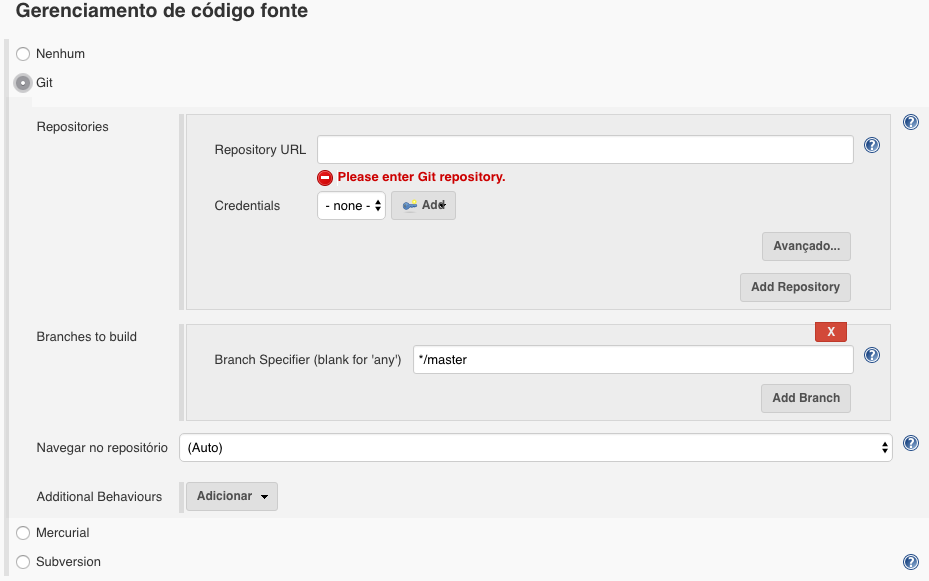 Gerenciamento de código fonte
Nenhum
Git
Repositories
Repository URL
Please enter Git repository.
Credentials
- none -
Add
Avançado...
Add Repository
Branches to build
X
Branch Specifier (blank for 'any')
*/master
Add Branch
Navegar no repositório
(Auto)
Additional Behaviours
Adicionar
Mercurial
Subversion